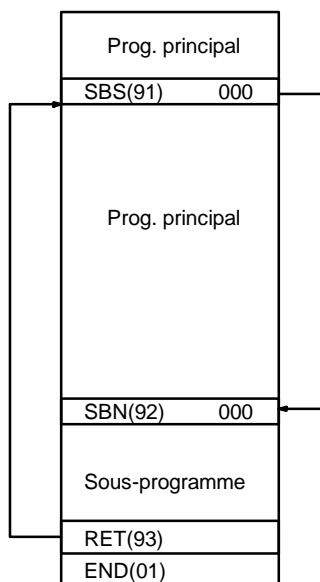 Prog. principal
SBS(91) 000
Prog. principal
SBN(92) 000
Sous-programme
RET(93)
END(01)